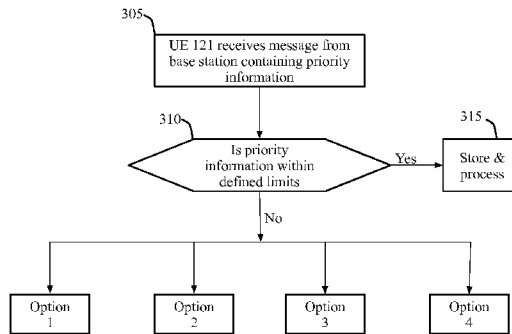 305
UE 121 receives message from
base station containing priority
information
310
Is priority
information within
defined limits
Yes
315
Store &
process
No
Option
1
Option
2
Option
3
Option
4